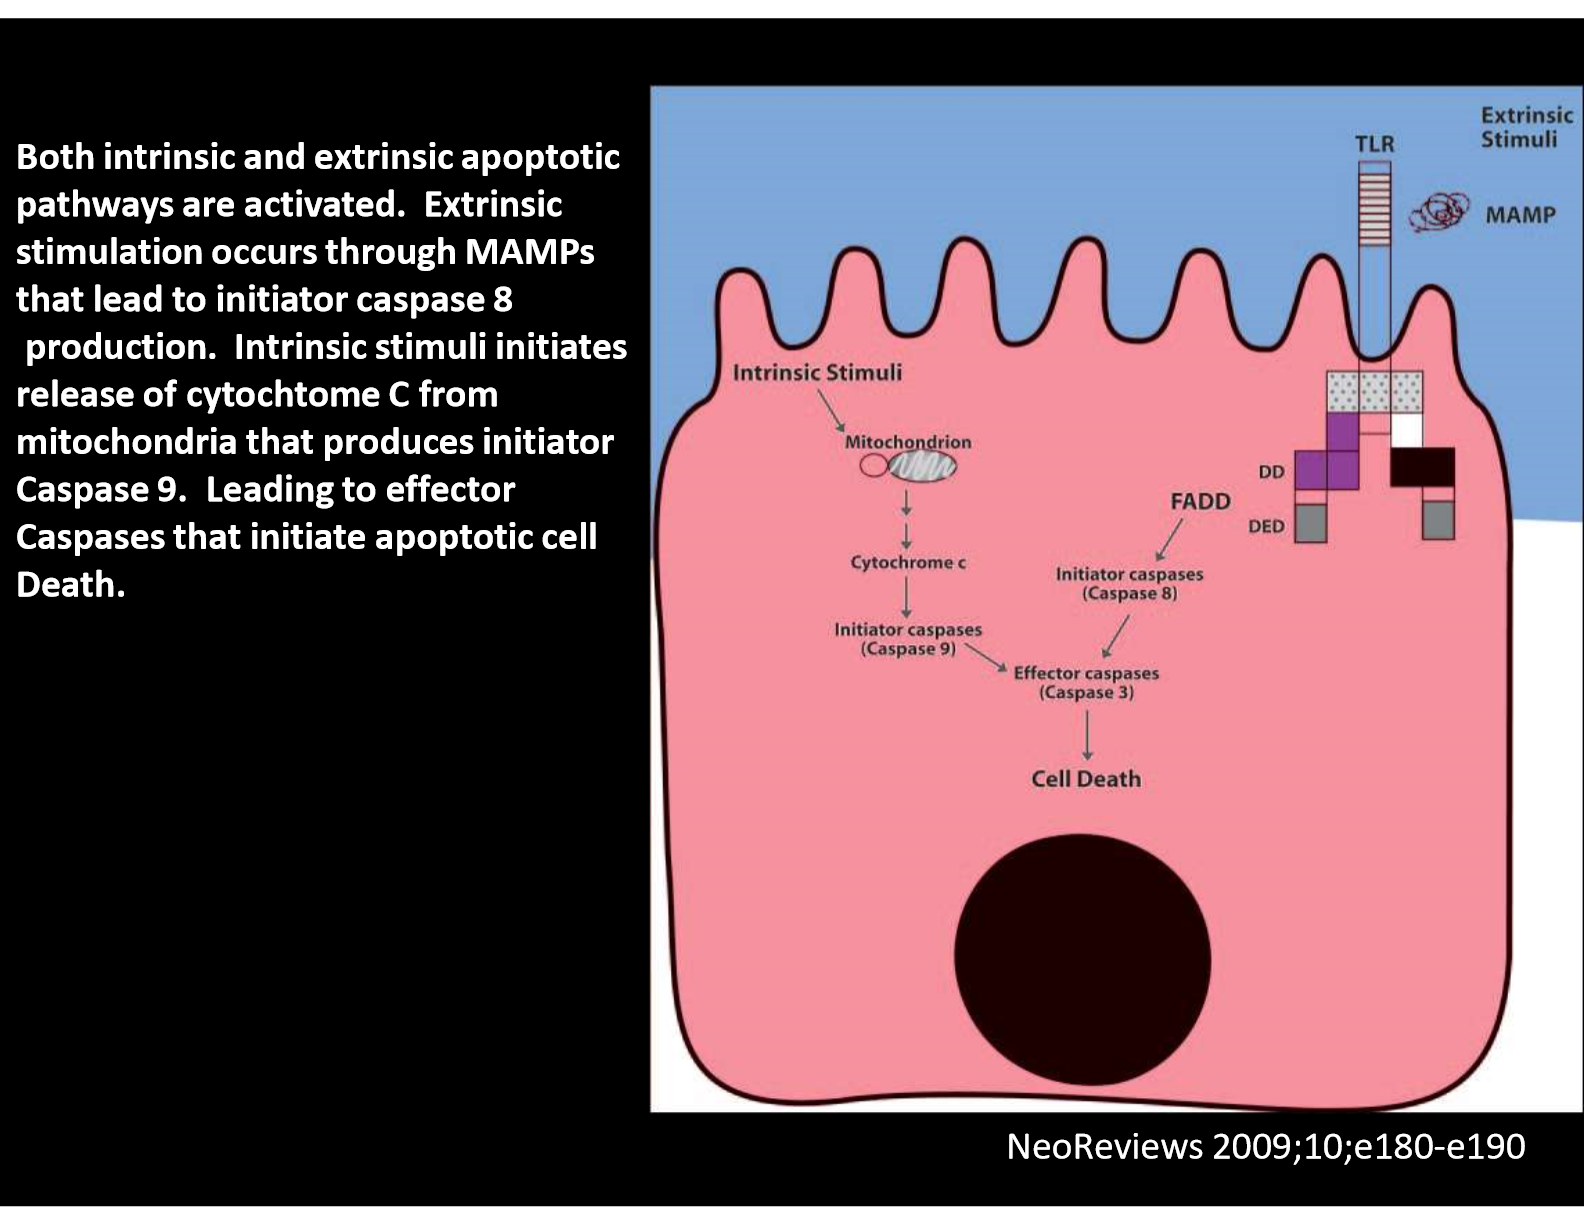 Both intrinsic and extrinsic apoptotic
pathways are activated.  Extrinsic
stimulation occurs through MAMPs
that lead to initiator caspase 8
production.  Intrinsic stimuli initiates
release of cytochtome C from
mitochondria that produces initiator
Caspase 9.  Leading to effector
Caspases that initiate apoptotic cell
Death.
Extrinsic
Stimuli
TLR
MAMP
Intrinsic Stimuli
Mitochondrion
DD
FADD
DED
Cytochrome c
Initiator caspases
(Caspase 8)
Initiator caspases
(Caspase 9)
Effector caspases
(Caspase 3)
Cell Death
NeoReviews 2009;10;e180-e190